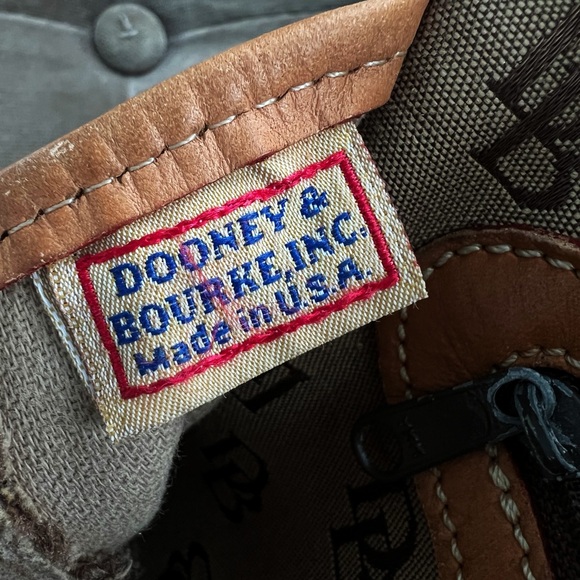 DOONEY &
BOURKE, INC.
Made in U.S.A.